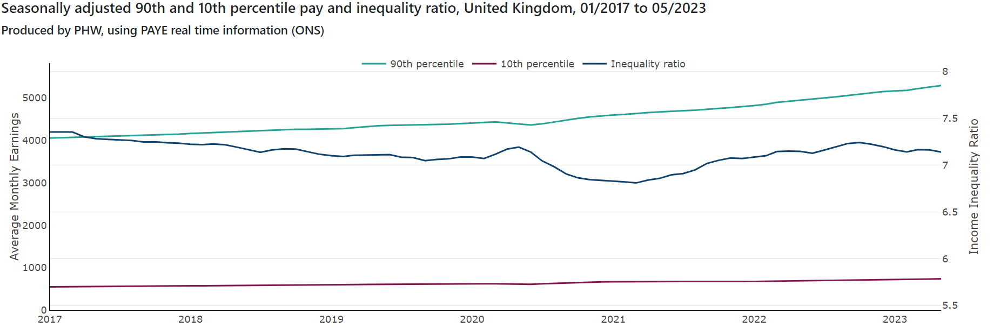 Seasonally adjusted 90th and 10th percentile pay and inequality ratio, United Kingdom, 01/2017 to 05/2023
Produced by PHW, using PAYE real time information (ONS)
90th percentile
10th percentile
Inequality ratio
Average Monthly Earnings
5000
4000
3000
2000
1000
0
8
7.5
7
6.5
6
5.5
Income Inequality Ratio
2017
2018
2019
2020
2021
2022
2023